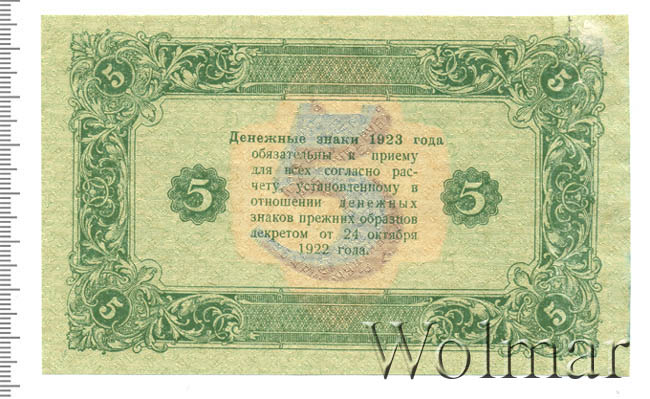 5 5
Денежные знаки 1923 года
обязательны к приему
для всех согласно рас-
5 чету, установленному в 5
отношении денежных
знаков прежних образцов
декретом от 24 октября
1922 года.
5 5
Wolmar